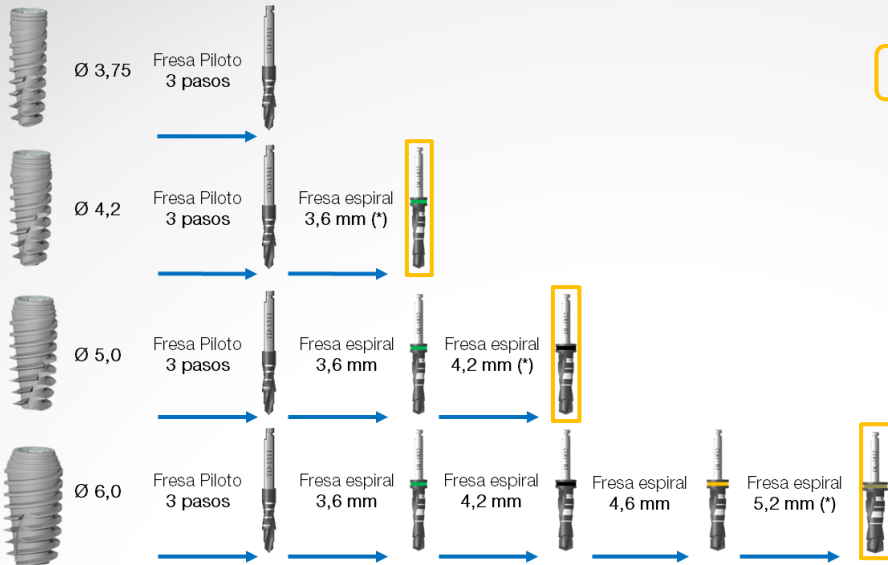 Ø 3,75
Fresa Piloto
3 pasos
Ø 4,2
Fresa Piloto
3 pasos
Fresa espiral
3,6 mm (*)
Ø 5,0
Fresa Piloto
3 pasos
Fresa espiral
3,6 mm
Fresa espiral
4,2 mm (*)
Ø 6,0
Fresa Piloto
3 pasos
Fresa espiral
3,6 mm
Fresa espiral
4,2 mm
Fresa espiral
4,6 mm
Fresa espiral
5,2 mm (*)